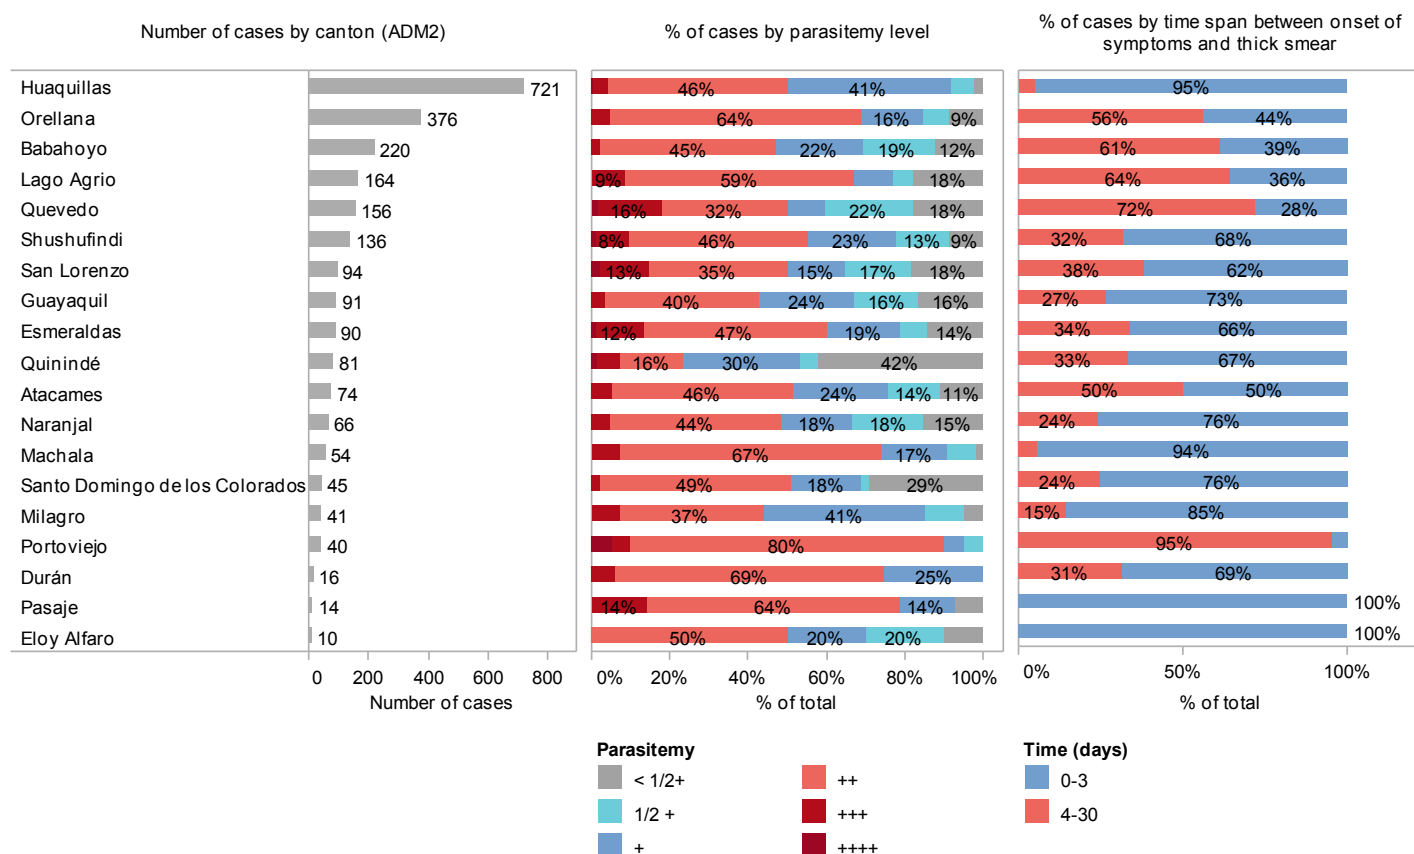 Number of cases by canton (ADM2)
% of cases by parasitemy level
% of cases by time span between onset of
symptoms and thick smear
Huaquillas 721 46% 41% 95%
Orellana 376 64% 16% 9% 56% 44%
Babahoyo 220 45% 22% 19% 12% 61% 39%
Lago Agrio 164 9% 59% 18% 64% 36%
Quevedo 156 16% 32% 22% 18% 72% 28%
Shushufindi 136 8% 46% 23% 13% 9% 32% 68%
San Lorenzo 94 13% 35% 15% 17% 18% 38% 62%
Guayaquil 91 40% 24% 16% 16% 27% 73%
Esmeraldas 90 12% 47% 19% 14% 34% 66%
Quinindé 81 16% 30% 42% 33% 67%
Atacames 74 46% 24% 14% 11% 50% 50%
Naranjal 66 44% 18% 18% 15% 24% 76%
Machala 54 67% 17% 94%
Santo Domingo de los Colorados 45 49% 18% 29% 24% 76%
Milagro 41 37% 41% 15% 85%
Portoviejo 40 80% 95%
Durán 16 69% 25% 31% 69%
Pasaje 14 14% 64% 14% 100%
Eloy Alfaro 10 50% 20% 20% 100%
0 200 400 600 800 0% 20% 40% 60% 80% 100% 0% 50% 100%
Number of cases % of total % of total
Parasitemy Time (days)
< 1/2+ ++ 0-3
1/2 + +++ 4-30
+ ++++